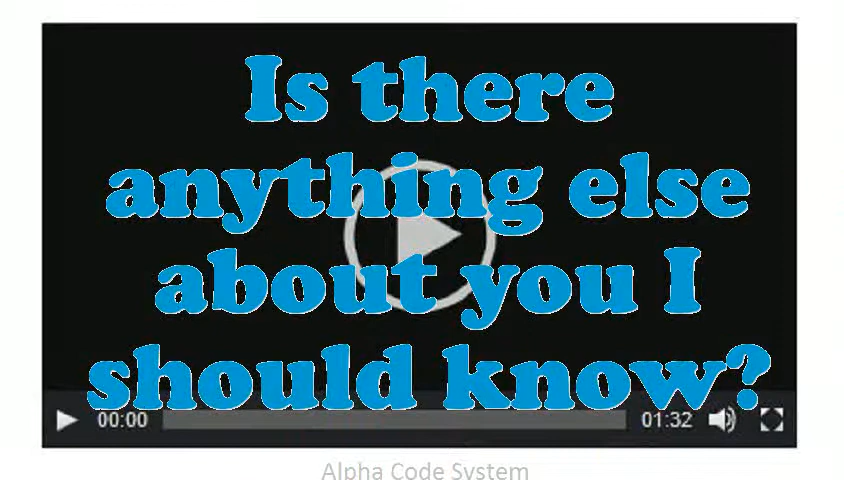 Is there
anything else
about you I
should know?
00:00
01:32
Alpha Code System